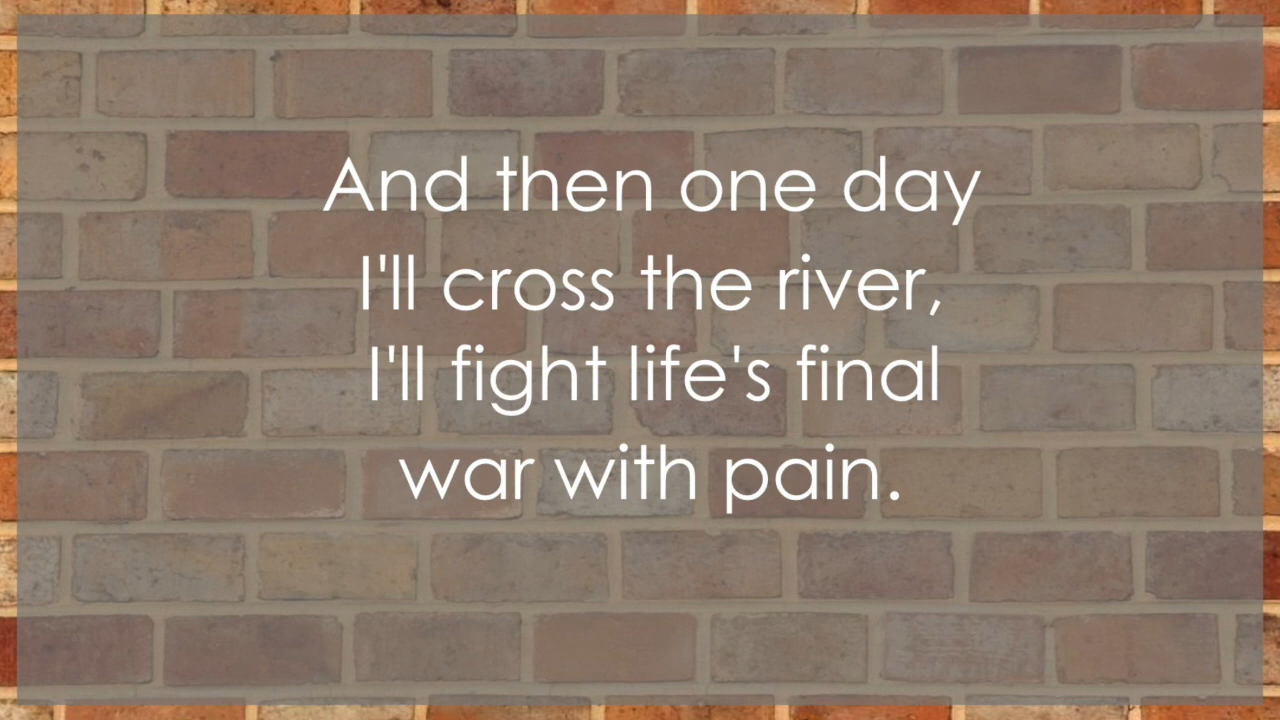 And then one day
I'll cross the river,
I'll fight life's final
war with pain.